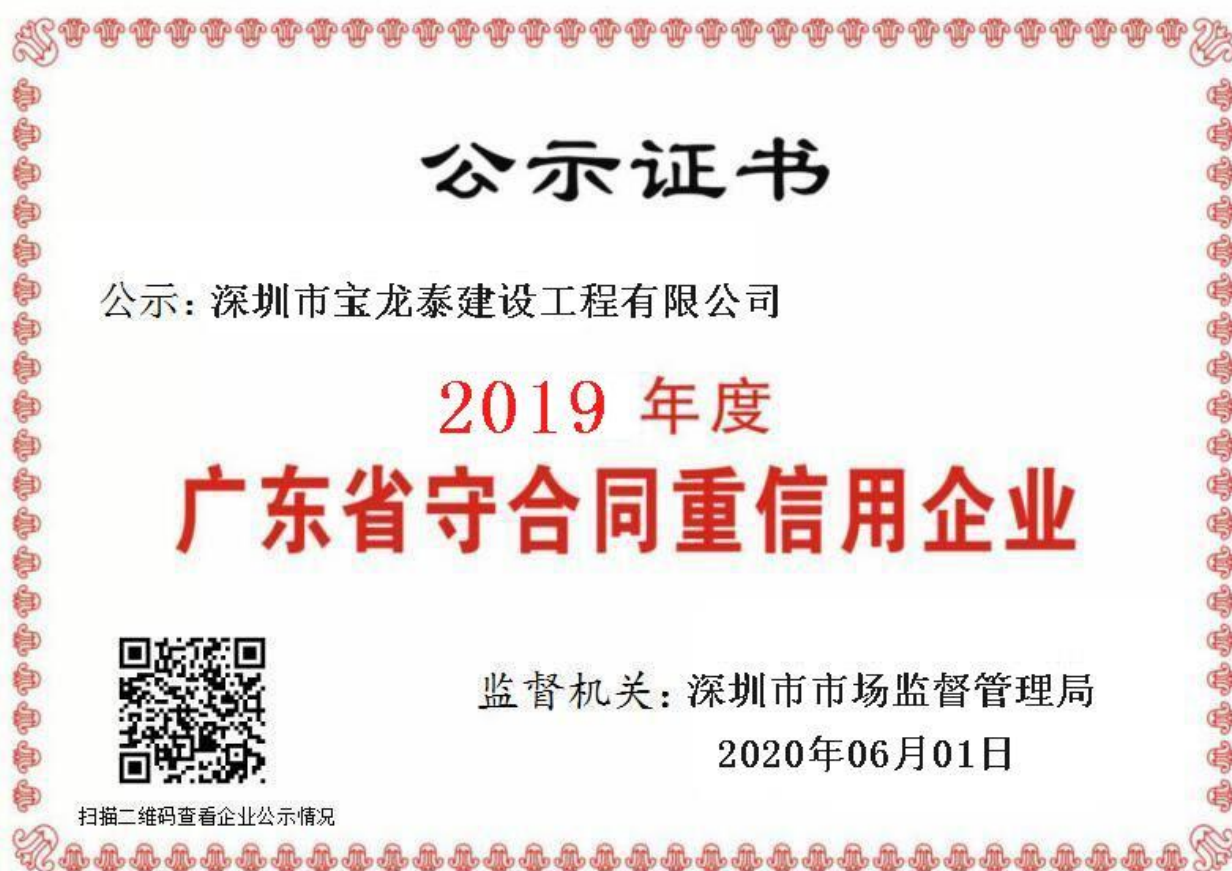 公示证书
公示：深圳市宝龙泰建设工程有限公司
2019 年度
广东省守合同重信用企业
监督机关：深圳市市场监督管理局
2020年06月01日
扫描二维码查看企业公示情况